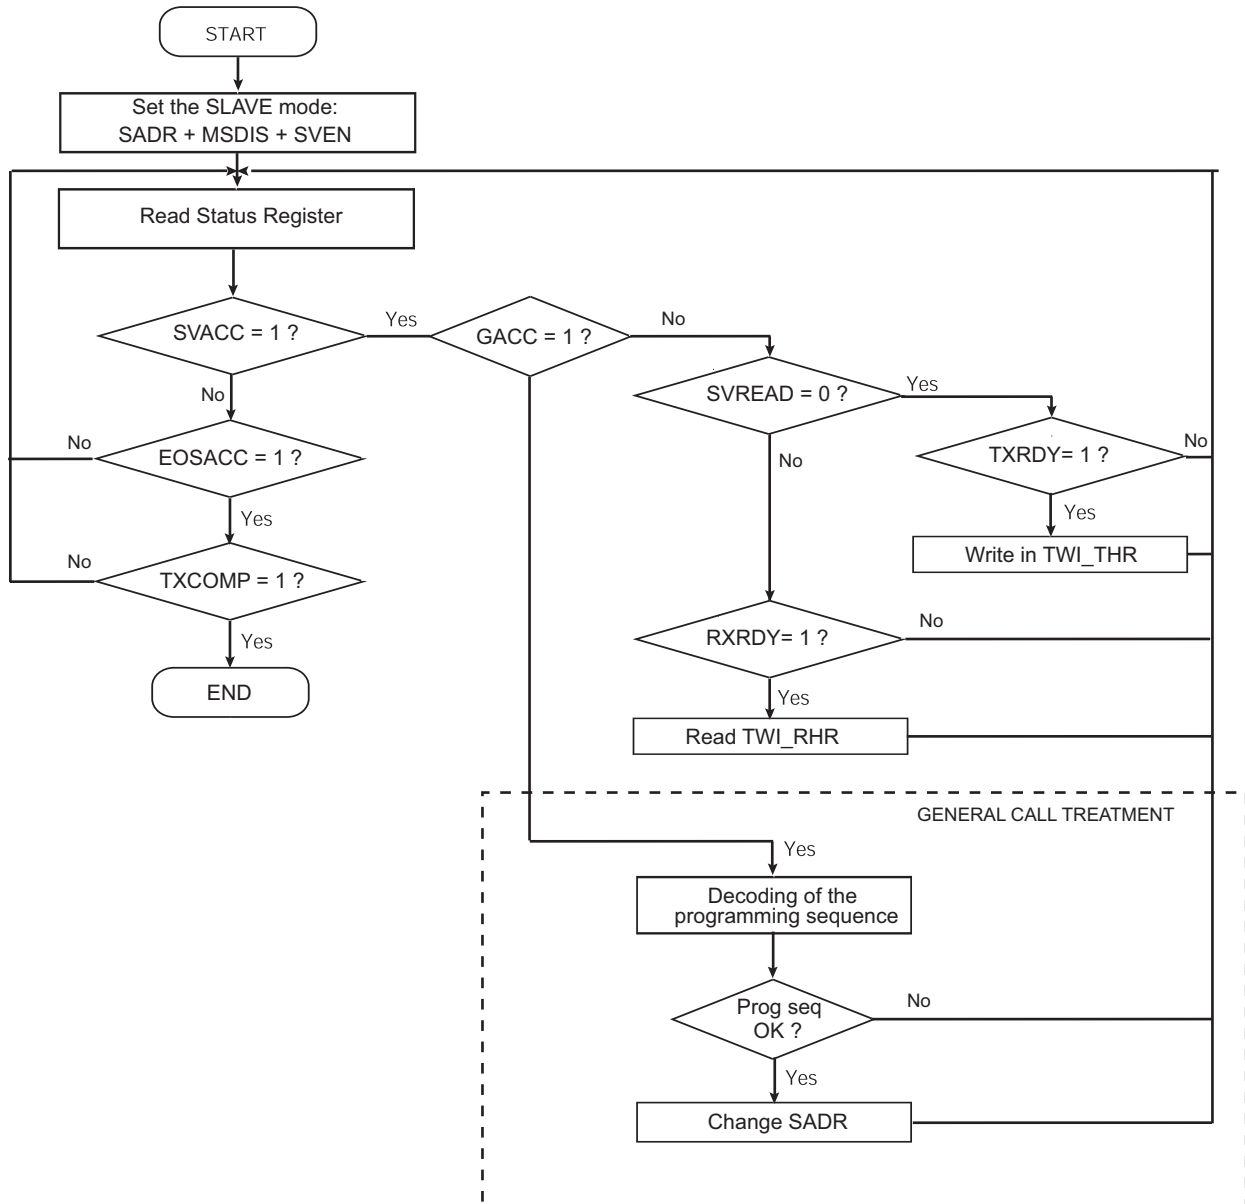 START
Set the SLAVE mode:
SADR + MSDIS + SVEN
Read Status Register
SVACC = 1 ?
Yes
GACC = 1 ?
No
SVREAD = 0 ?
Yes
No
EOSACC = 1 ?
No
No
TXRDY= 1 ?
No
Yes
Yes
Write in TWI_THR
TXCOMP = 1 ?
No
Yes
RXRDY= 1 ?
No
END
Yes
Read TWI_RHR
GENERAL CALL TREATMENT
Yes
Decoding of the
programming sequence
Prog seq
OK ?
No
Yes
Change SADR